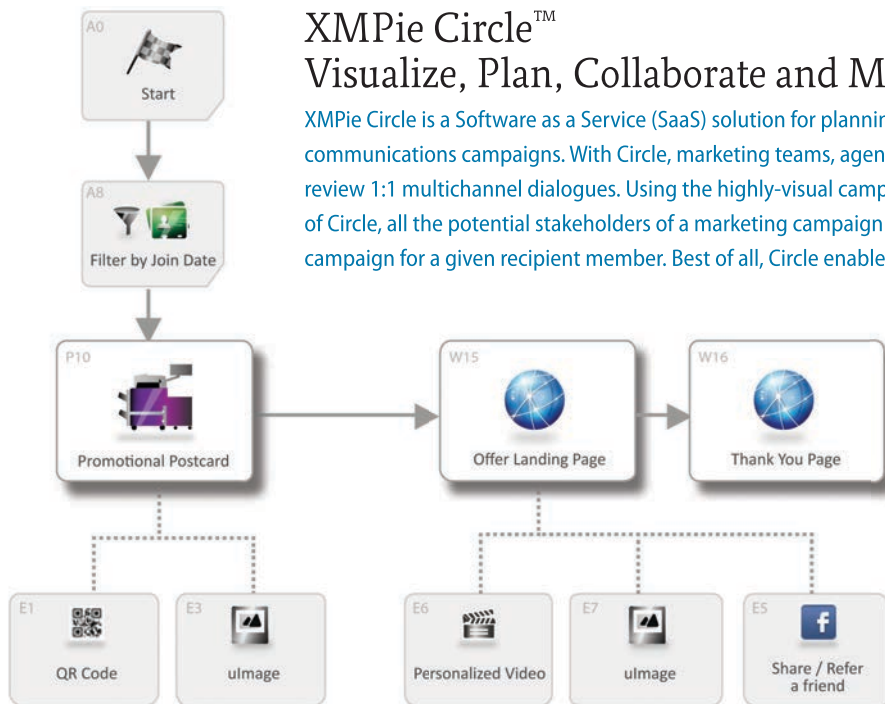 XMPie Circle™
Visualize, Plan, Collaborate and M
XMPie Circle is a Software as a Service (SaaS) solution for
communications campaigns. With Circle, marketing teams,
review 1:1 multichannel dialogues. Using the highly-visual
of Circle, all the potential stakeholders of a marketing campaign
campaign for a given recipient member. Best of all, Circle
A0
Start
A8
Filter by Join Date
P10
Promotional Postcard
W15
Offer Landing Page
W16
Thank You Page
E1
QR Code
E3
uImage
E6
Personalized Video
E7
uImage
E5
f
Share / Refer
a friend